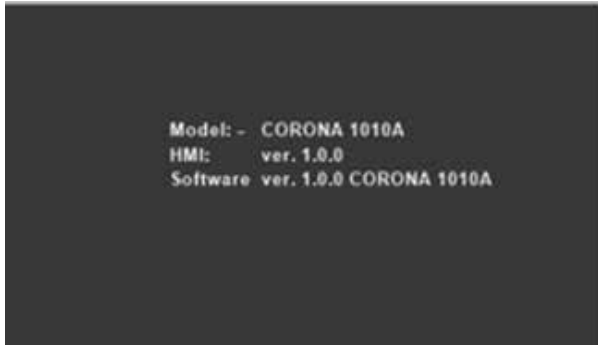 Model: - CORONA 1010A
HMI: ver. 1.0.0
Software ver. 1.0.0 CORONA 1010A